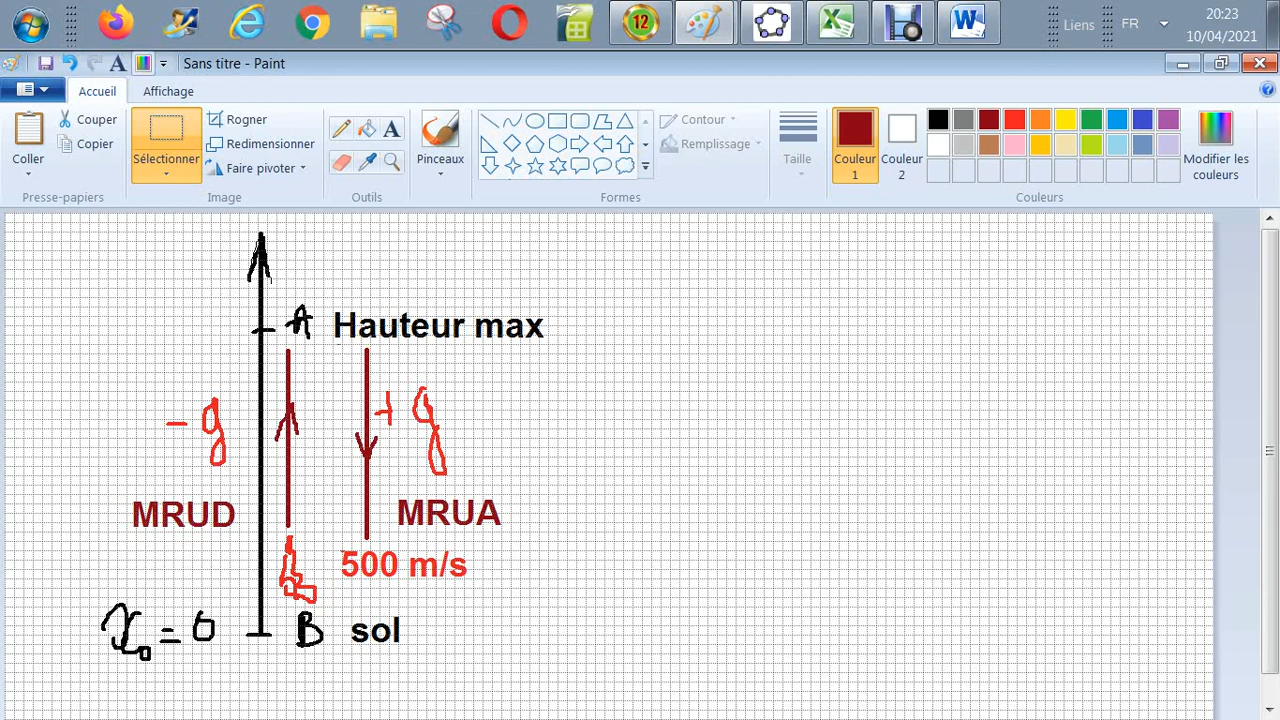 20:23
Liens FR
10/04/2021
Sans titre - Paint
Accueil Affichage
Coller Couper Copier
Sélectionner Rogner Redimensionner Faire pivoter
Pinceaux
Contour
Remplissage
Taille
Couleur 1
Couleur 2
Modifier les couleurs
Presse-papiers Image Outils Formes Couleurs
A Hauteur max
- g + g
MRUD MRUA
500 m/s
x₀ = 0 B sol